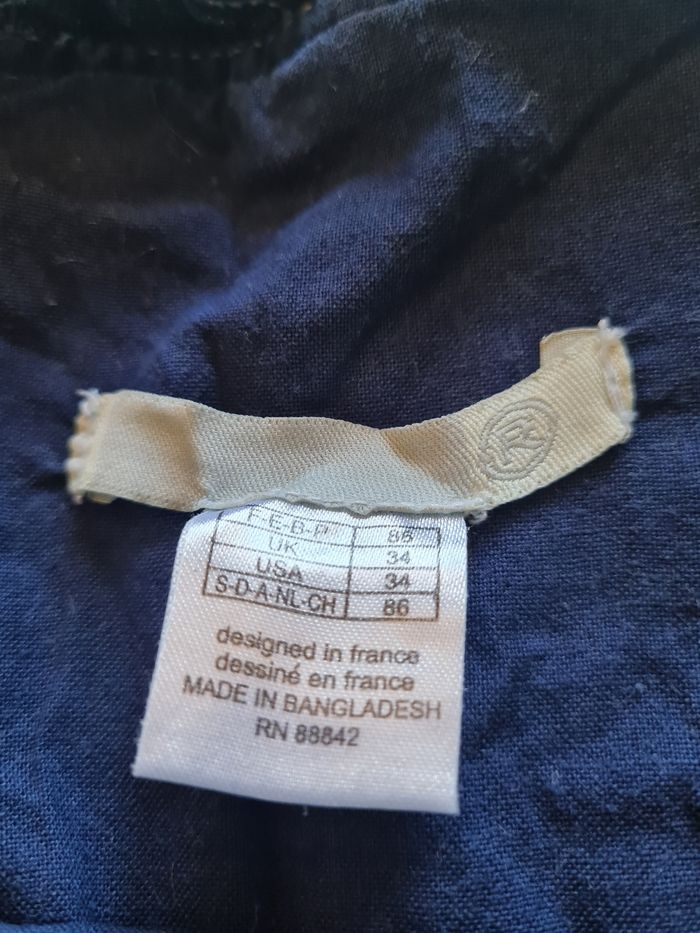 R
F-E-B-P 86
UK 34
USA 34
S-D-A-NL-CH 86
designed in france
dessiné en france
MADE IN BANGLADESH
RN 88842